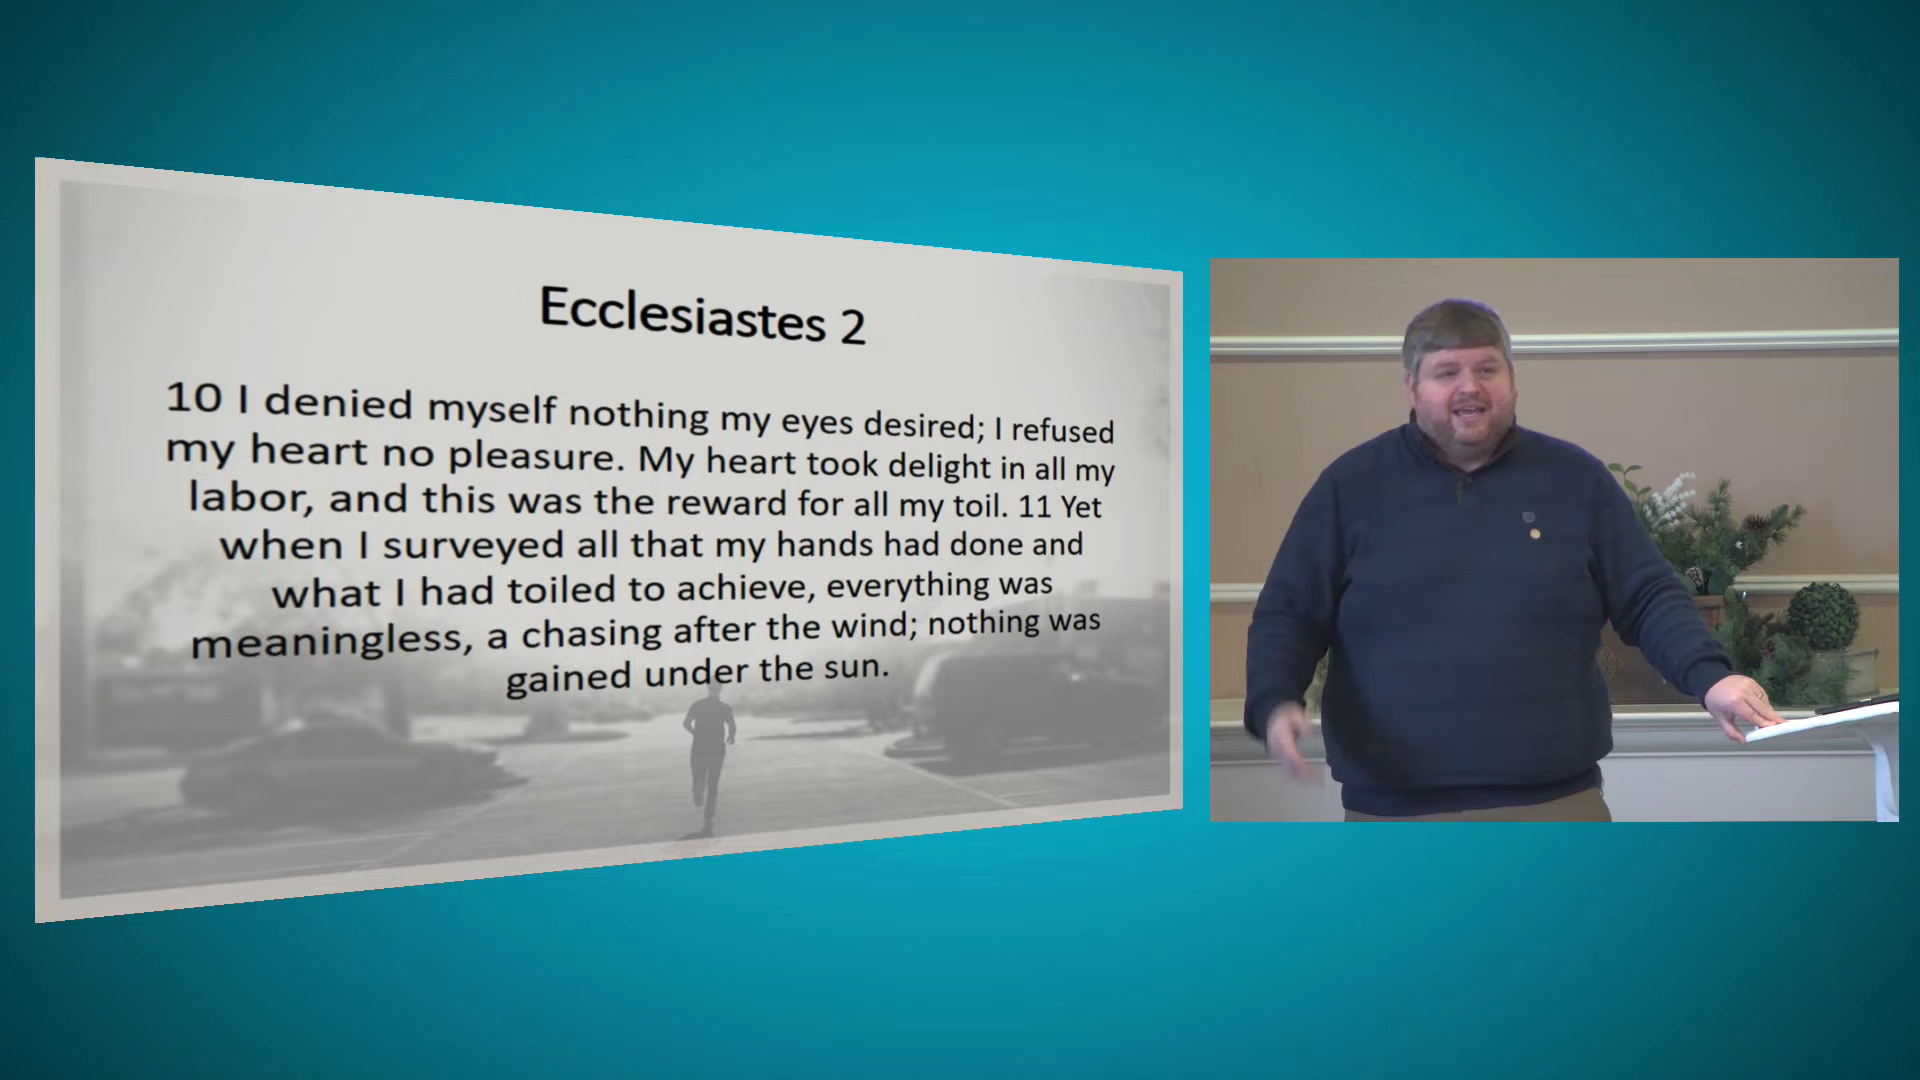 Ecclesiastes 2
10 I denied myself nothing my eyes desired; I refused
my heart no pleasure. My heart took delight in all my
labor, and this was the reward for all my toil. 11 Yet
when I surveyed all that my hands had done and
what I had toiled to achieve, everything was
meaningless, a chasing after the wind; nothing was
gained under the sun.